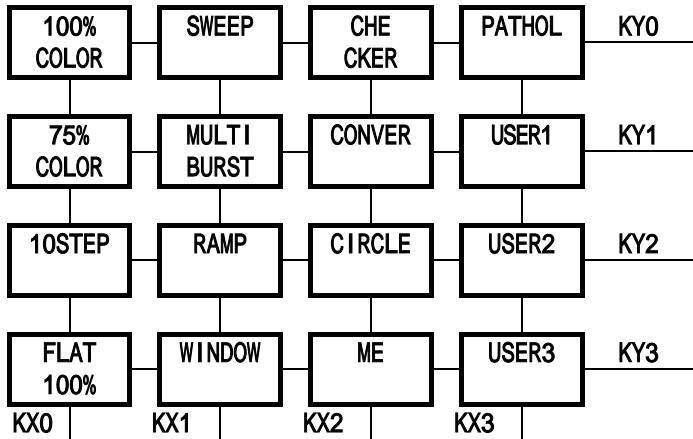 100% SWEEP CHE PATHOL KY0
COLOR CKER
75% MULTI CONVER USER1 KY1
COLOR BURST
10STEP RAMP CIRCLE USER2 KY2
FLAT WINDOW ME USER3 KY3
100%
KX0 KX1 KX2 KX3